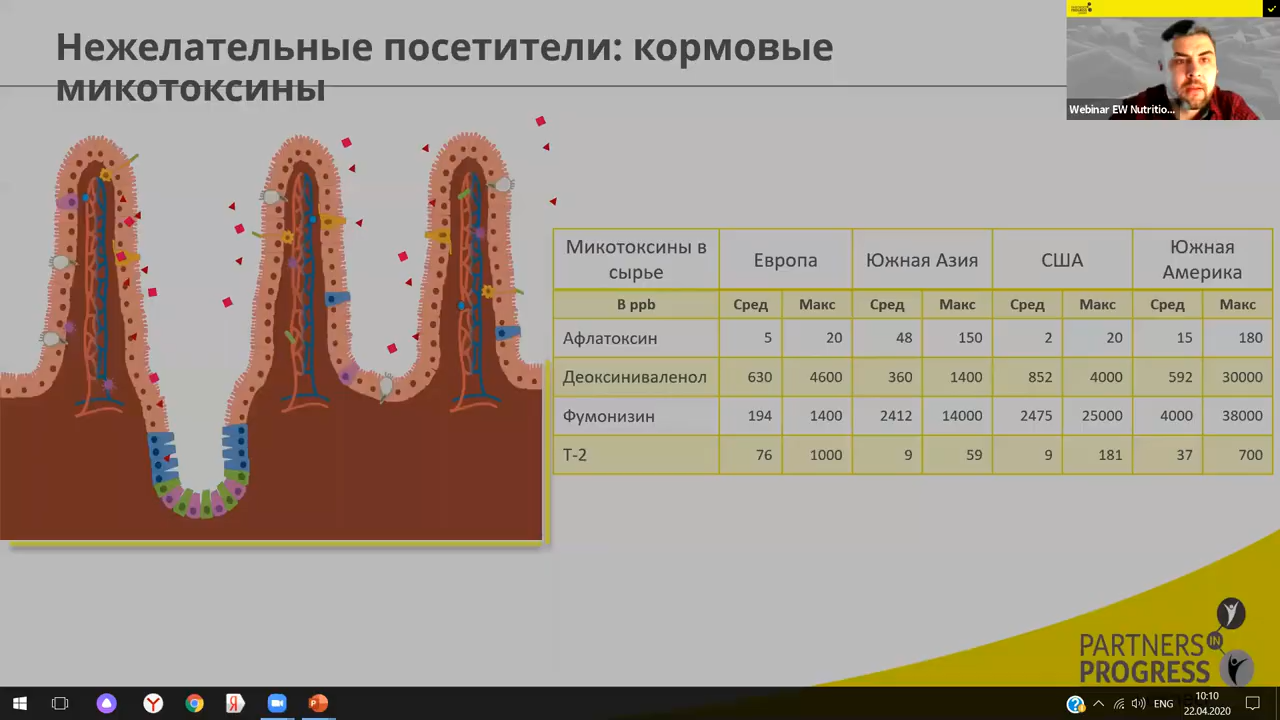 Нежелательные посетители: кормовые
микотоксины
PARTNERS IN PROGRESS
Webinar EW Nutritio...
Микотоксины в сырье Европа Южная Азия США Южная Америка
В ppb Сред Макс Сред Макс Сред Макс Сред Макс
Афлатоксин 5 20 48 150 2 20 15 180
Деоксиниваленол 630 4600 360 1400 852 4000 592 30000
Фумонизин 194 1400 2412 14000 2475 25000 4000 38000
Т-2 76 1000 9 59 9 181 37 700
PARTNERS IN
PROGRESS
ENG
10:10
22.04.2020